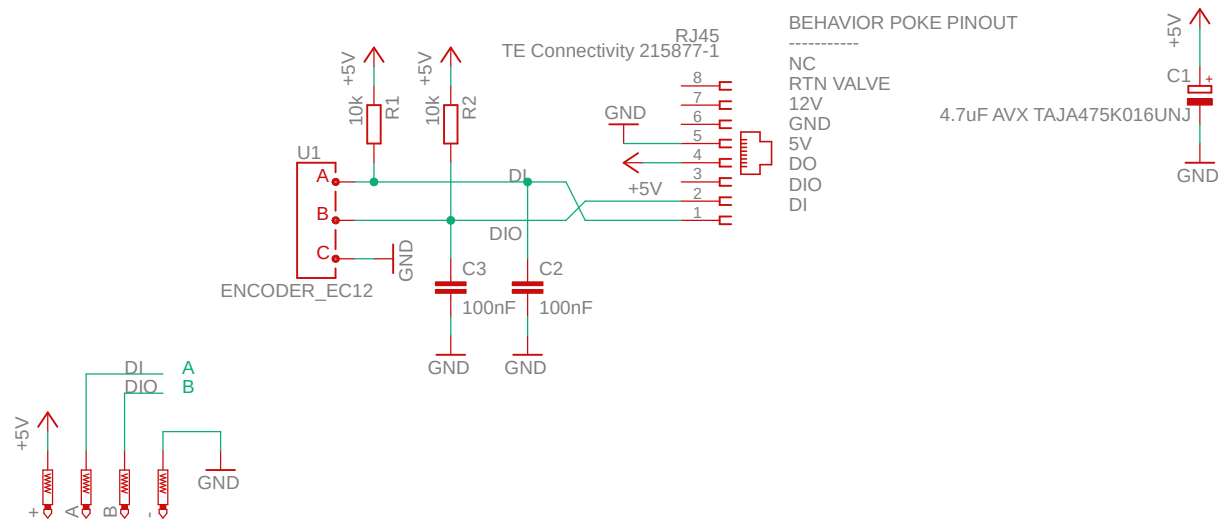 BEHAVIOR POKE PINOUT
-----------
NC
RTN VALVE
12V
GND
5V
DO
DIO
DI
RJ45
TE Connectivity 215877-1
8
7
6
5
4
3
2
1
GND
+5V
+5V
C1
+
4.7uF AVX TAJA475K016UNJ
GND
+5V
10k
R1
+5V
10k
R2
U1
A
B
C
ENCODER_EC12
GND
DI
DIO
C3
100nF
C2
100nF
GND
GND
DI
A
DIO
B
+5V
GND
+
A
B
-